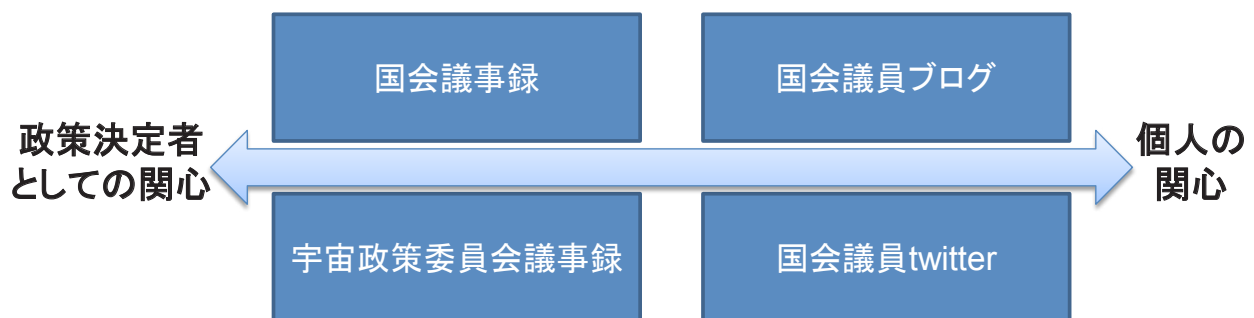 国会議事録
国会議員ブログ
政策決定者
としての関心
個人の
関心
宇宙政策委員会議事録
国会議員twitter